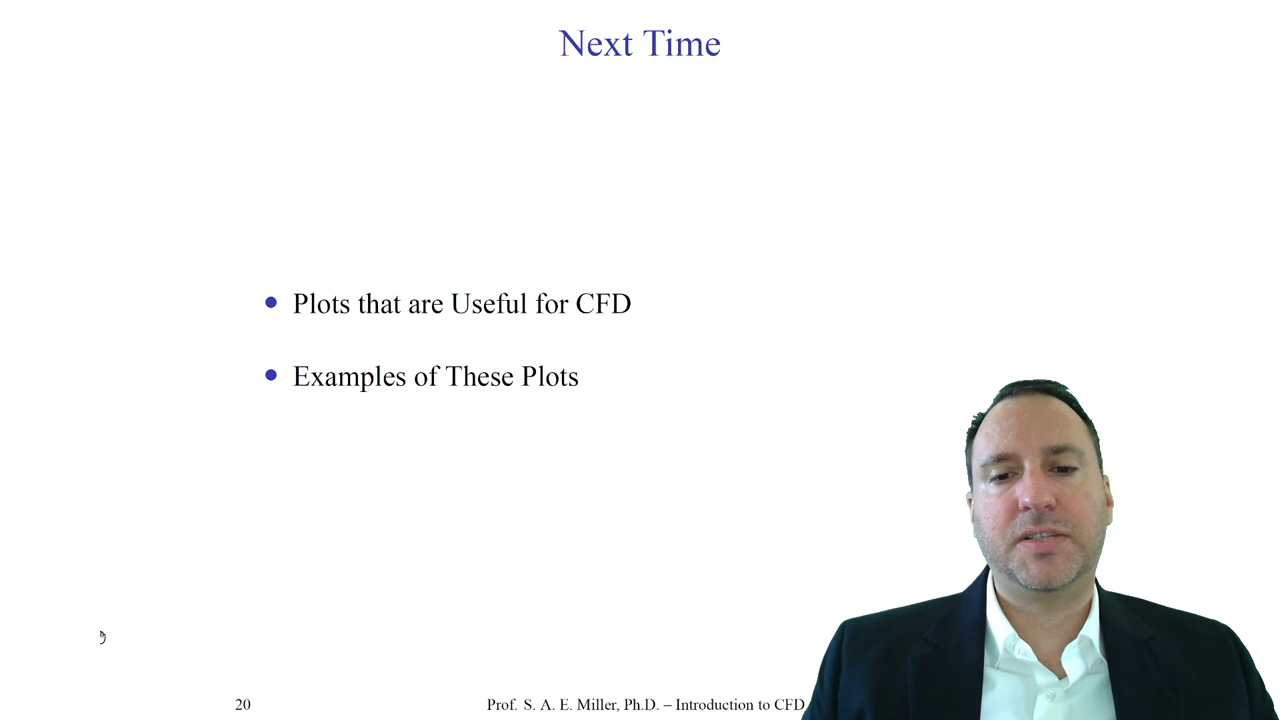 Next Time
Plots that are Useful for CFD
Examples of These Plots
20
Prof. S. A. E. Miller, Ph.D. – Introduction to CFD